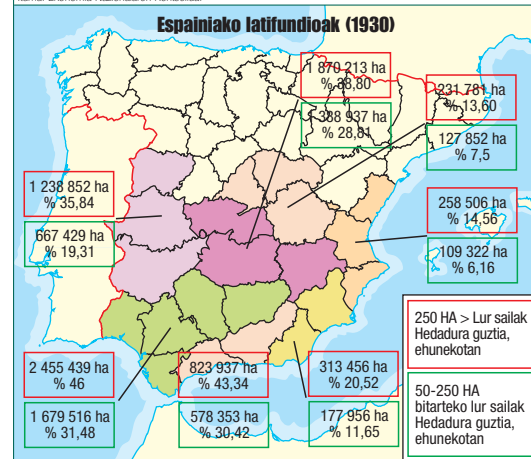 Espainiako latifundioak (1930)
1 870 213 ha
% 38,80
1 388 937 ha
% 28,81
231 781 ha
% 13,60
127 852 ha
% 7,5
1 238 852 ha
% 35,84
667 429 ha
% 19,31
258 506 ha
% 14,56
109 322 ha
% 6,16
250 HA > Lur sailak
Hedadura guztia,
ehunekotan
50-250 HA
bitarteko lur sailak
Hedadura guztia,
ehunekotan
2 455 439 ha
% 46
1 679 516 ha
% 31,48
823 937 ha
% 43,34
578 353 ha
% 30,42
313 456 ha
% 20,52
177 956 ha
% 11,65